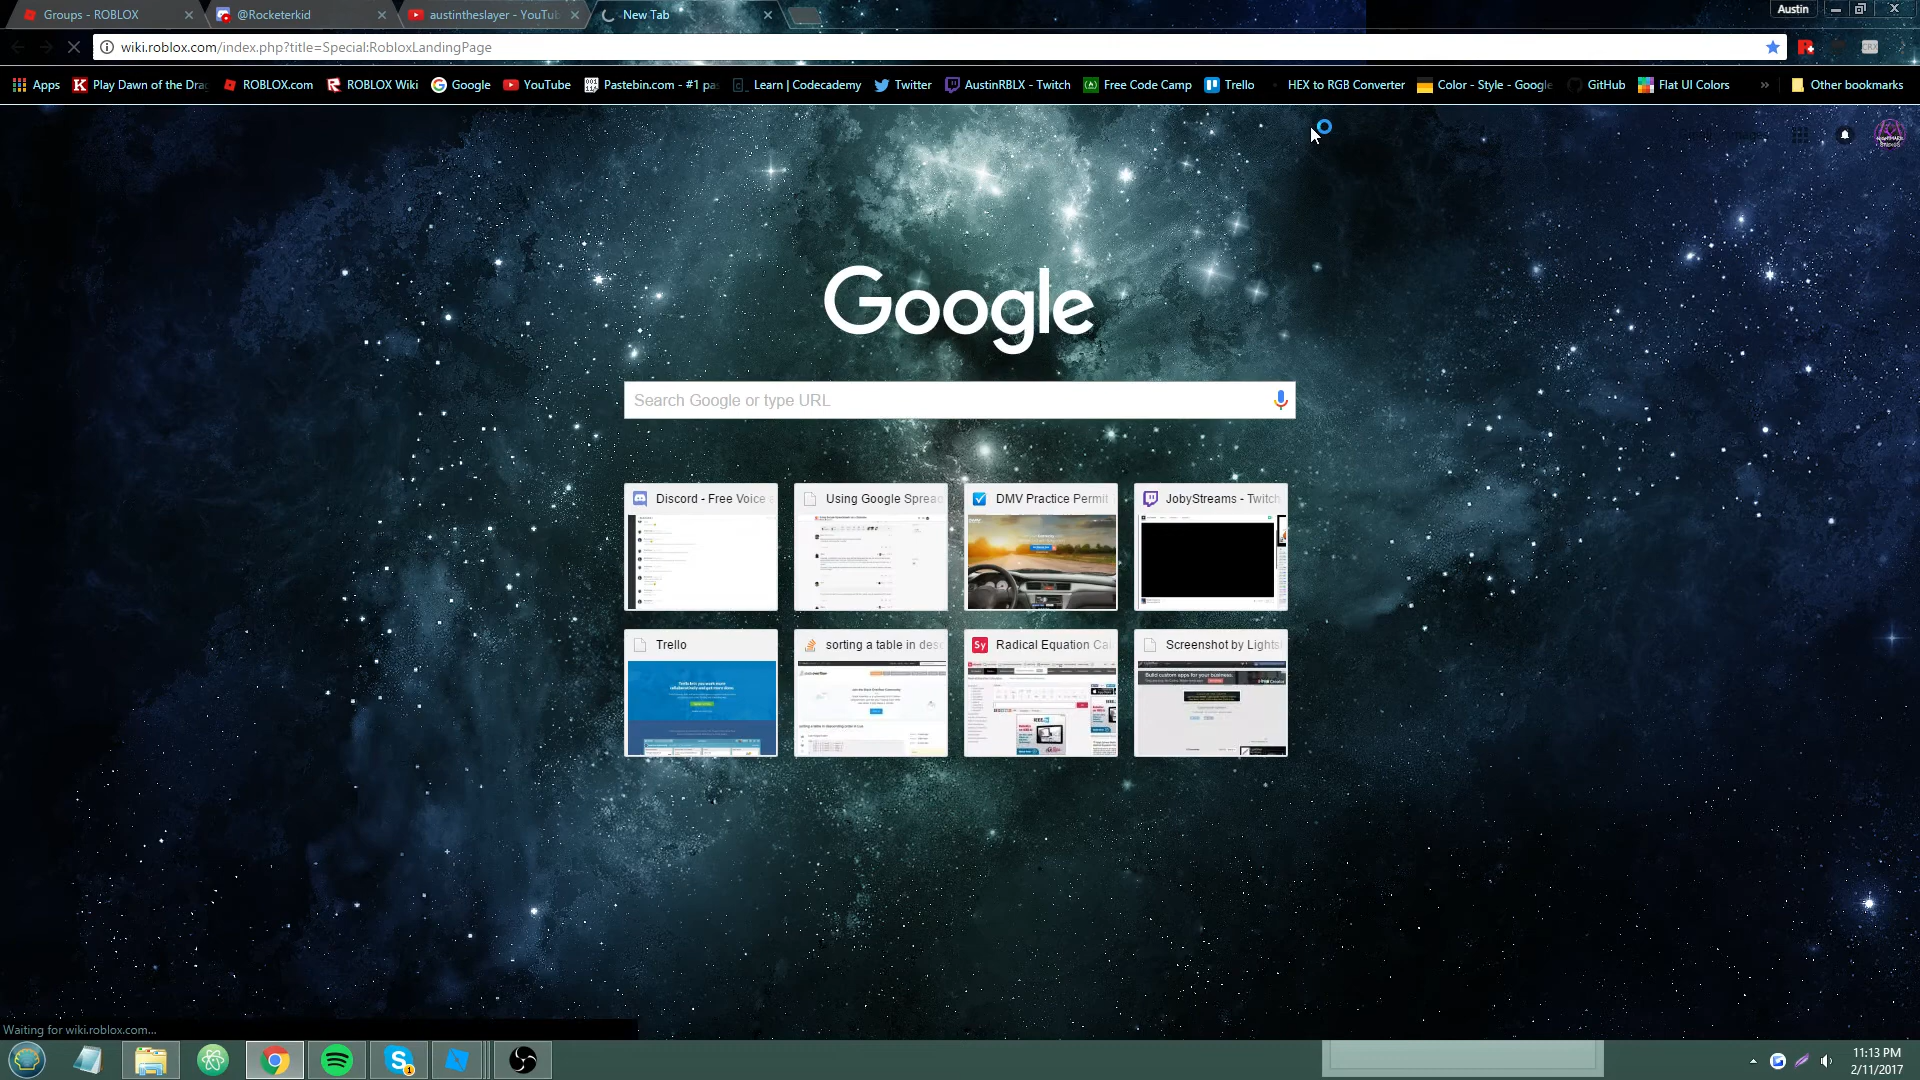 Groups - ROBLOX
@Rocketerkid
austintheslayer - YouTu
New Tab
Austin
wiki.roblox.com/index.php?title=Special:RobloxLandingPage
Apps
Play Dawn of the Dra
ROBLOX.com
ROBLOX Wiki
Google
YouTube
Pastebin.com - #1 pas
Learn | Codecademy
Twitter
AustinRBLX - Twitch
Free Code Camp
Trello
HEX to RGB Converter
Color - Style - Google
GitHub
Flat UI Colors
»
Other bookmarks
Google
Search Google or type URL
Discord - Free Voice a
Using Google Spread
DMV Practice Permit
JobyStreams - Twitch
Trello
sorting a table in desc
Radical Equation Ca
Screenshot by Lights
Waiting for wiki.roblox.com...
11:13 PM
2/11/2017